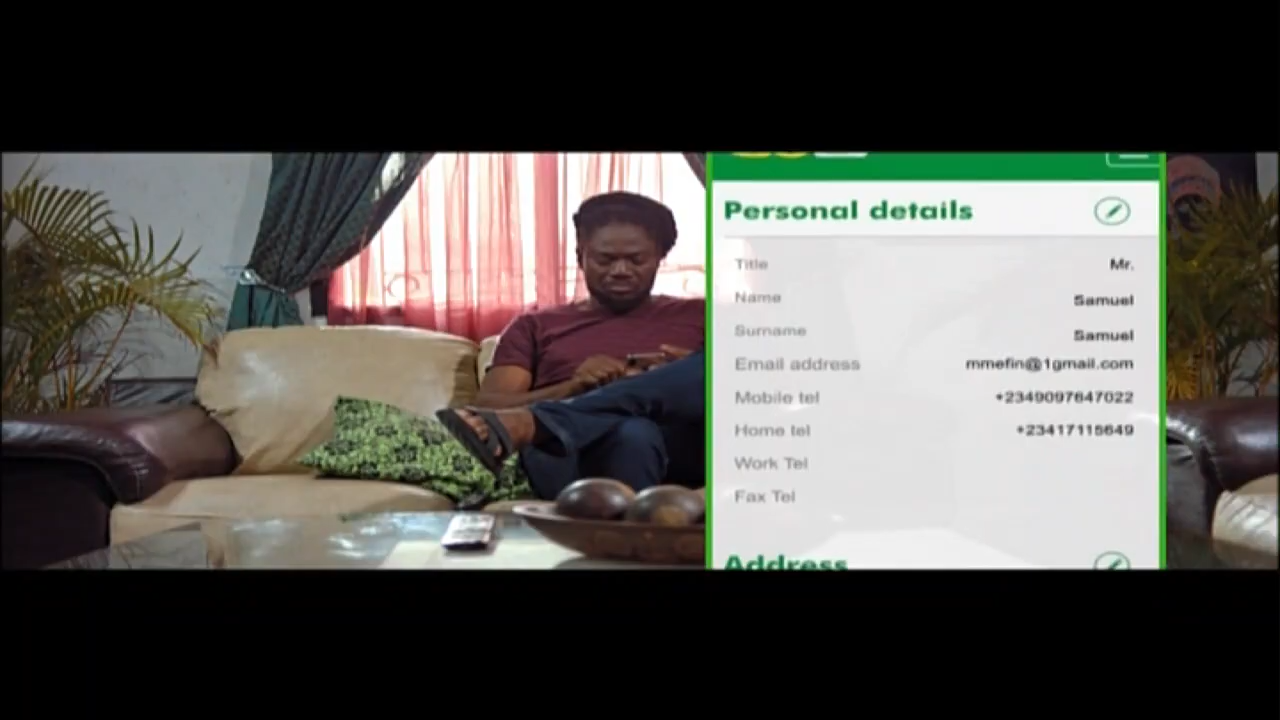 Personal details
Title Mr.
Name Samuel
Surname Samuel
Email address mmefin@1gmail.com
Mobile tel +2349097647022
Home tel +23417115649
Work Tel
Fax Tel
Address